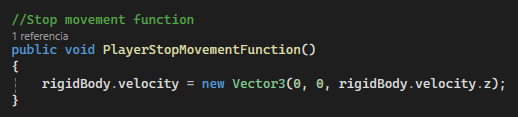 //Stop movement function
1 referencia
public void PlayerStopMovementFunction()
{
rigidBody.velocity = new Vector3(0, 0, rigidBody.velocity.z);
}